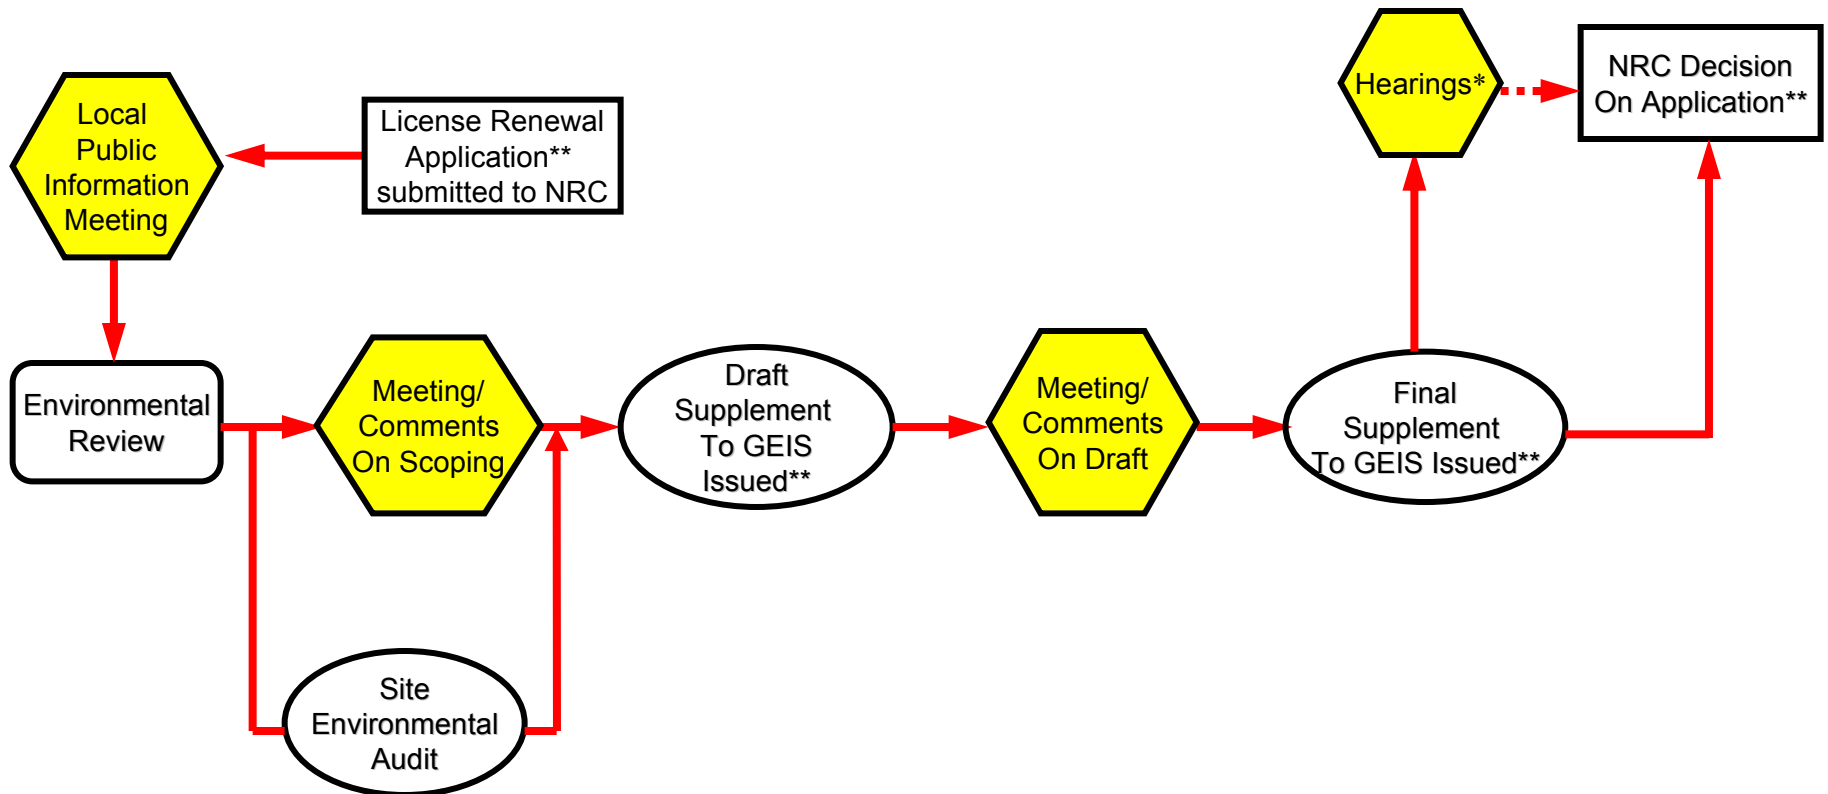 Local
Public
Information
Meeting
License Renewal
Application**
submitted to NRC
Hearings*
NRC Decision
On Application**
Environmental
Review
Meeting/
Comments
On Scoping
Draft
Supplement
To GEIS
Issued**
Meeting/
Comments
On Draft
Final
Supplement
To GEIS Issued**
Site
Environmental
Audit